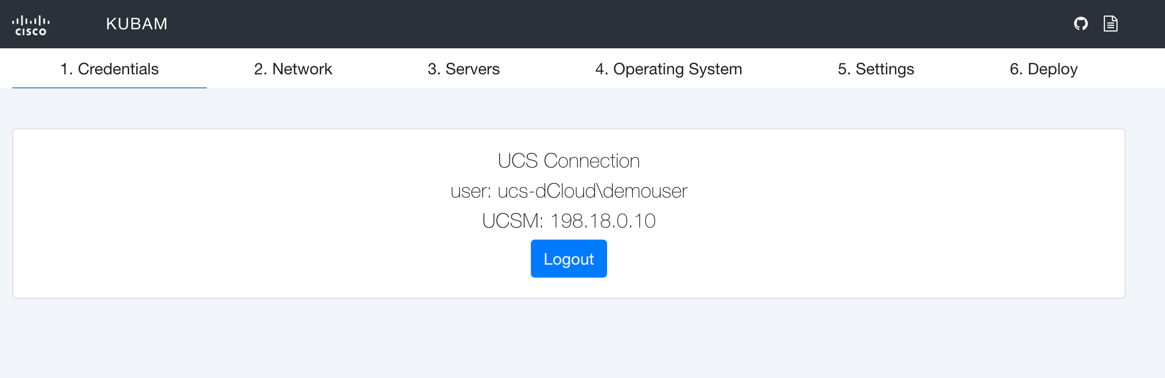 CISCO
KUBAM
1. Credentials
2. Network
3. Servers
4. Operating System
5. Settings
6. Deploy
UCS Connection
user: ucs-dCloud\demouser
UCSM: 198.18.0.10
Logout